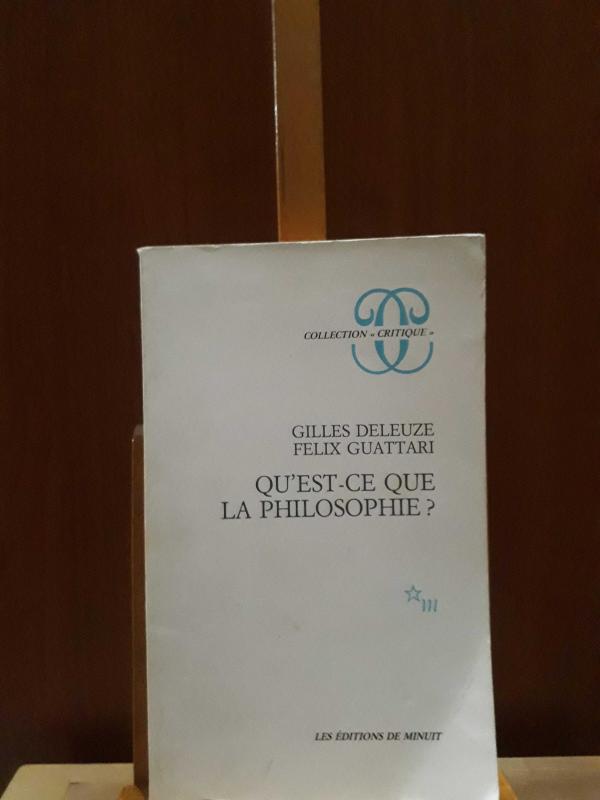 COLLECTION « CRITIQUE »
GILLES DELEUZE
FELIX GUATTARI
QU'EST-CE QUE
LA PHILOSOPHIE ?
m
LES ÉDITIONS DE MINUIT